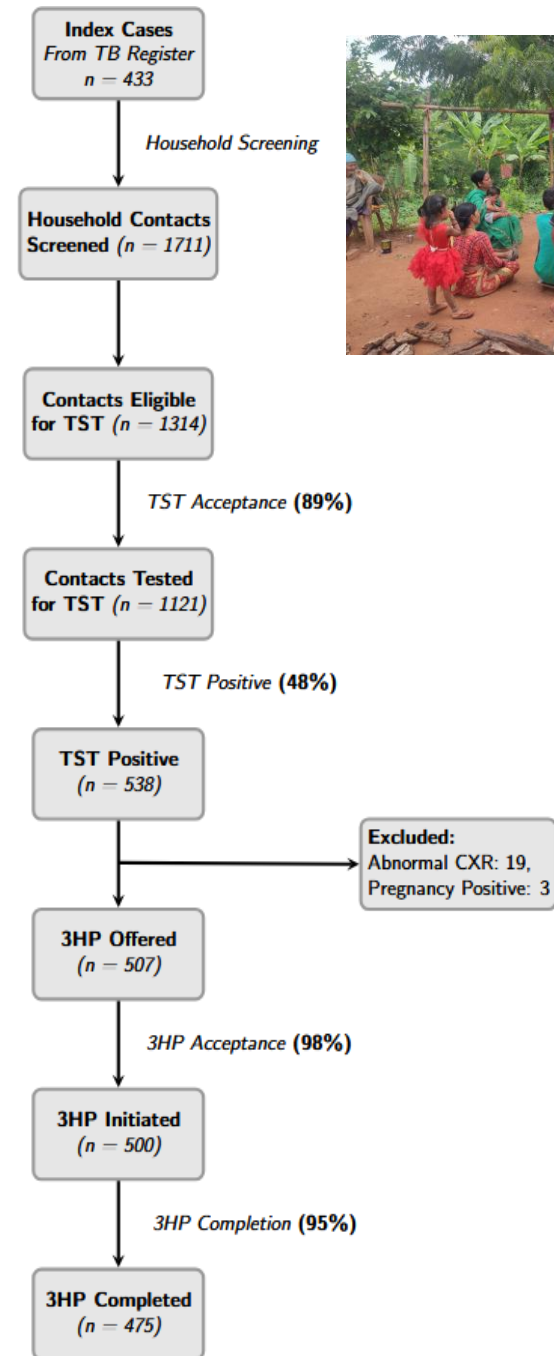 Index Cases
From TB Register
n = 433
Household Screening
Household Contacts
Screened (n = 1711)
Contacts Eligible
for TST (n = 1314)
TST Acceptance (89%)
Contacts Tested
for TST (n = 1121)
TST Positive (48%)
TST Positive
(n = 538)
Excluded:
Abnormal CXR: 19,
Pregnancy Positive: 3
3HP Offered
(n = 507)
3HP Acceptance (98%)
3HP Initiated
(n = 500)
3HP Completion (95%)
3HP Completed
(n = 475)